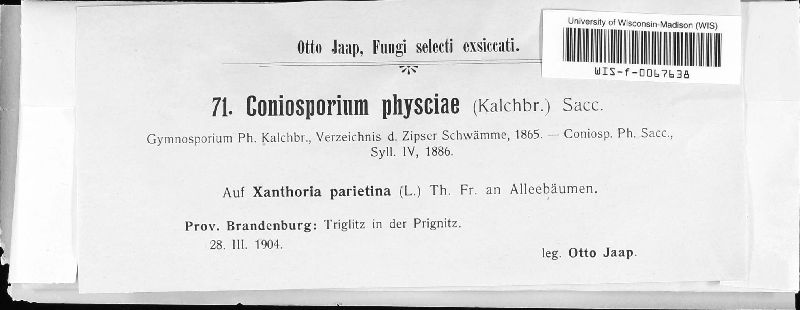 University of Wisconsin-Madison (WIS)
WIS-f-0067638
Otto Jaap, Fungi selecti exsiccati.
71. Coniosporium physciae (Kalchbr.) Sacc.
Gymnosporium Ph. Kalchbr., Verzeichnis d. Zipser Schwämme, 1865. — Coniosp. Ph. Sacc.,
Syll. IV, 1886.
Auf Xanthoria parietina (L.) Th. Fr. an Alleebäumen.
Prov. Brandenburg: Triglitz in der Prignitz.
28. III. 1904.
leg. Otto Jaap.